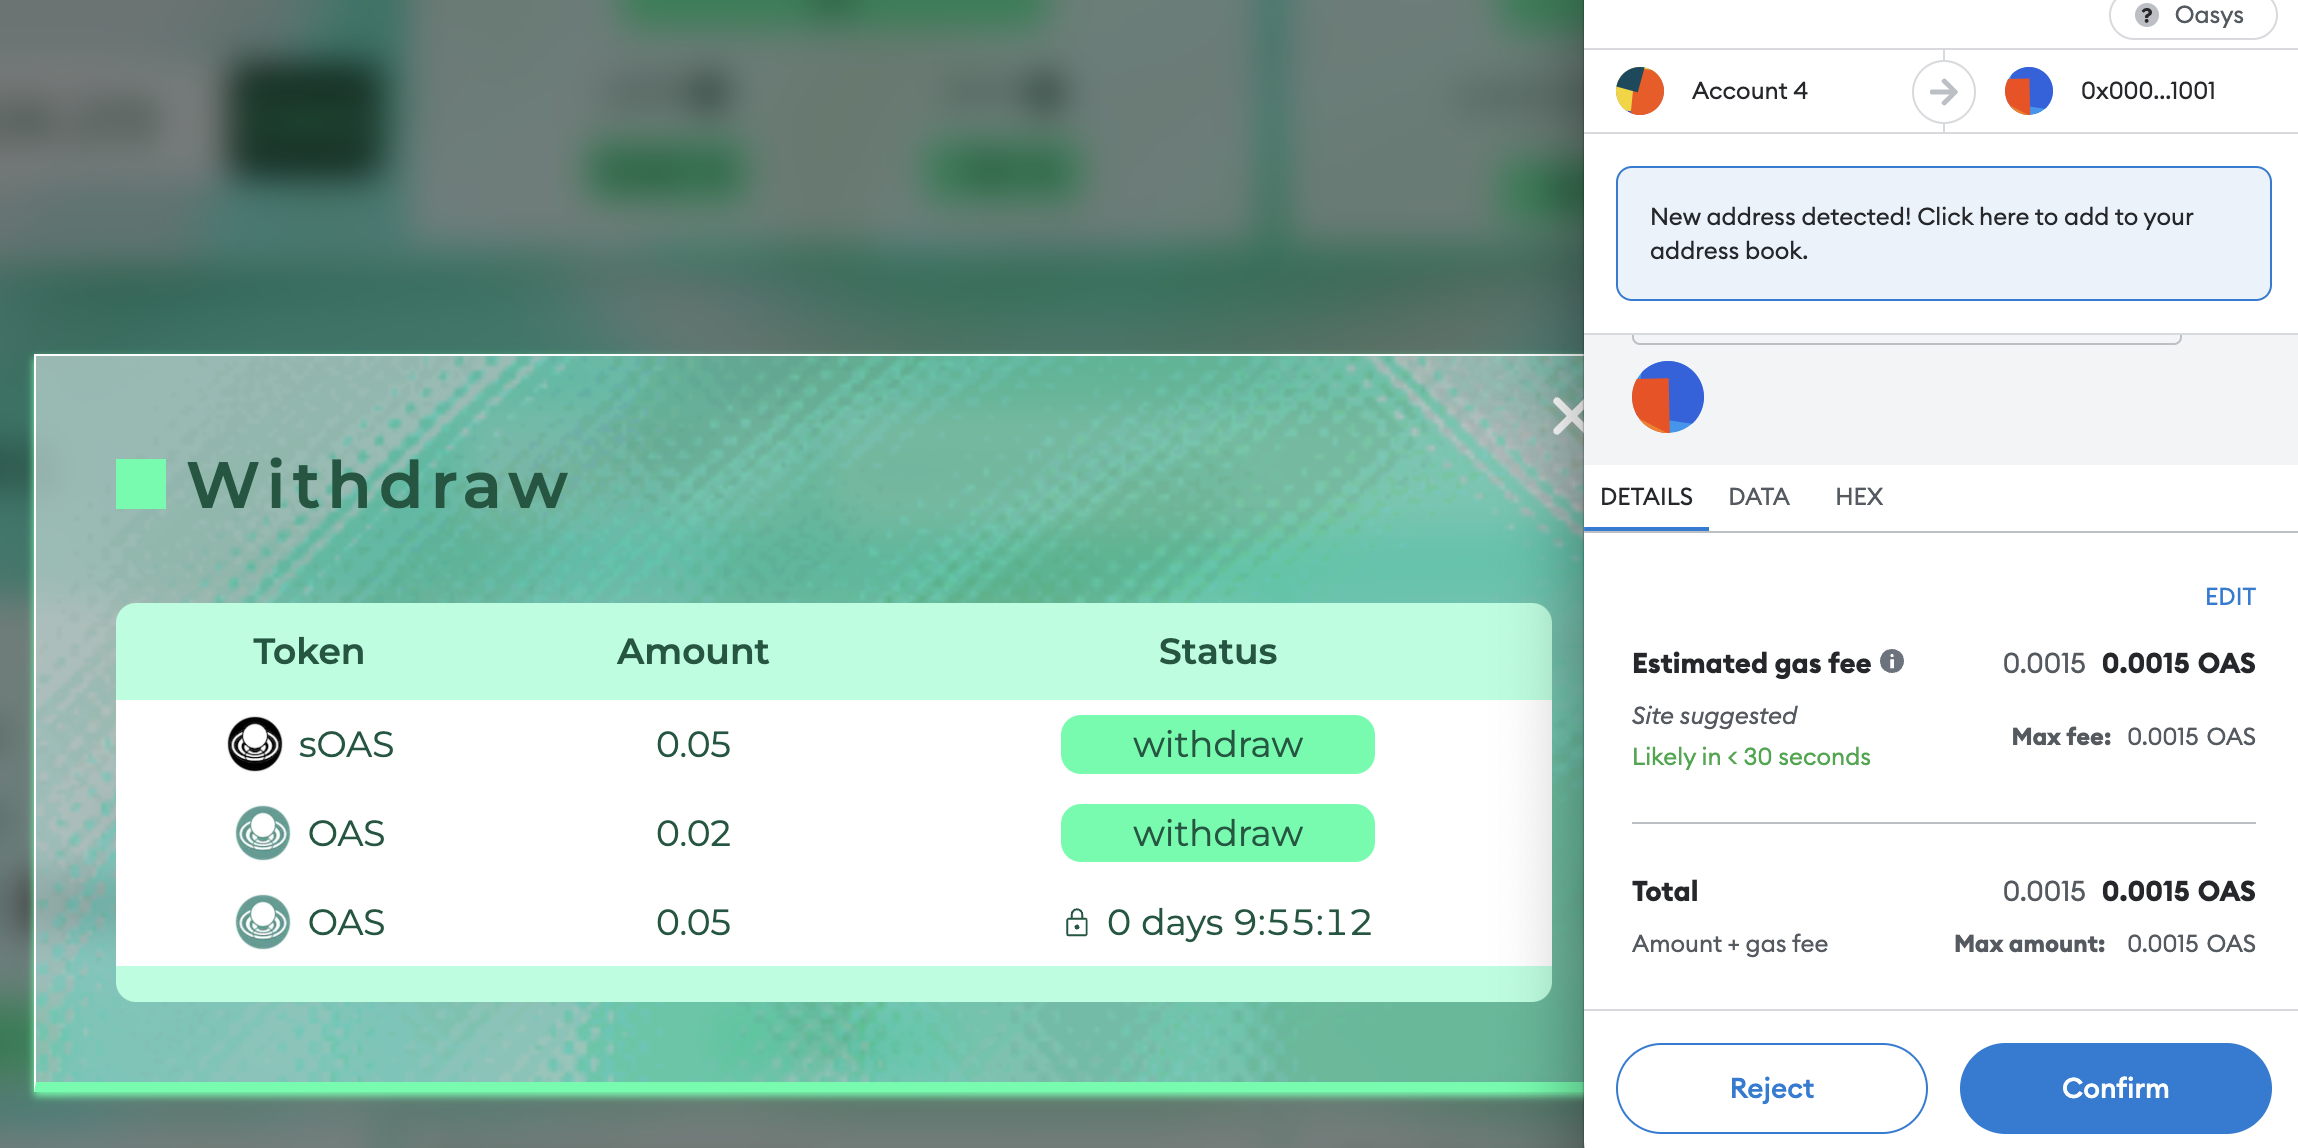 Withdraw
Token Amount Status
sOAS 0.05 withdraw
OAS 0.02 withdraw
OAS 0.05 0 days 9:55:12
? Oasys
Account 4 0x000...1001
New address detected! Click here to add to your
address book.
DETAILS DATA HEX
EDIT
Estimated gas fee 0.0015 0.0015 OAS
Site suggested
Max fee: 0.0015 OAS
Likely in < 30 seconds
Total 0.0015 0.0015 OAS
Amount + gas fee Max amount: 0.0015 OAS
Reject Confirm